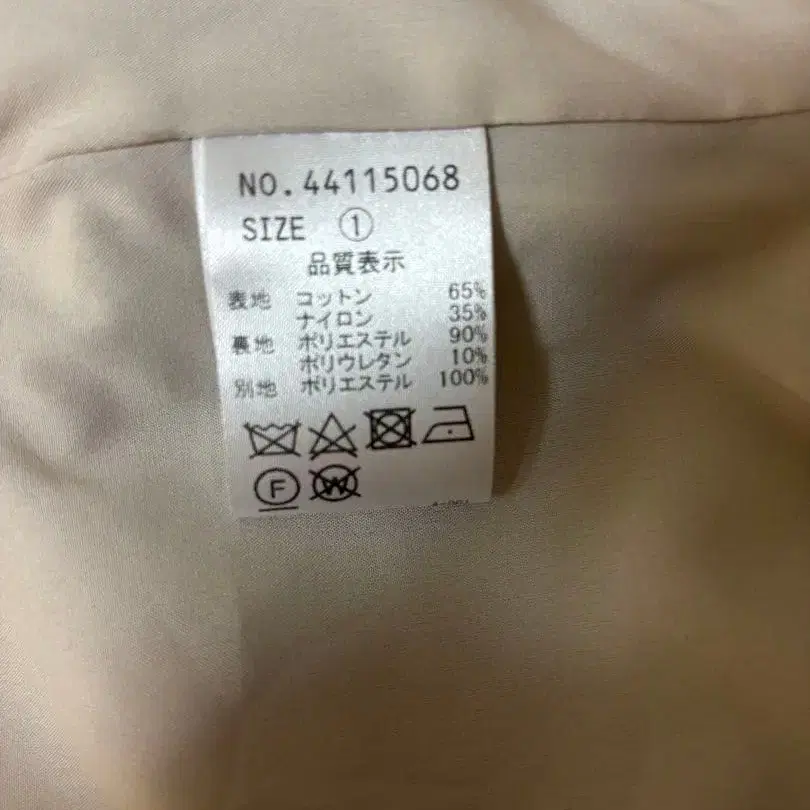 NO.44115068
SIZE ①
品質表示
表地 コットン 65%
ナイロン 35%
裏地 ポリエステル 90%
ポリウレタン 10%
別地 ポリエステル 100%
F W